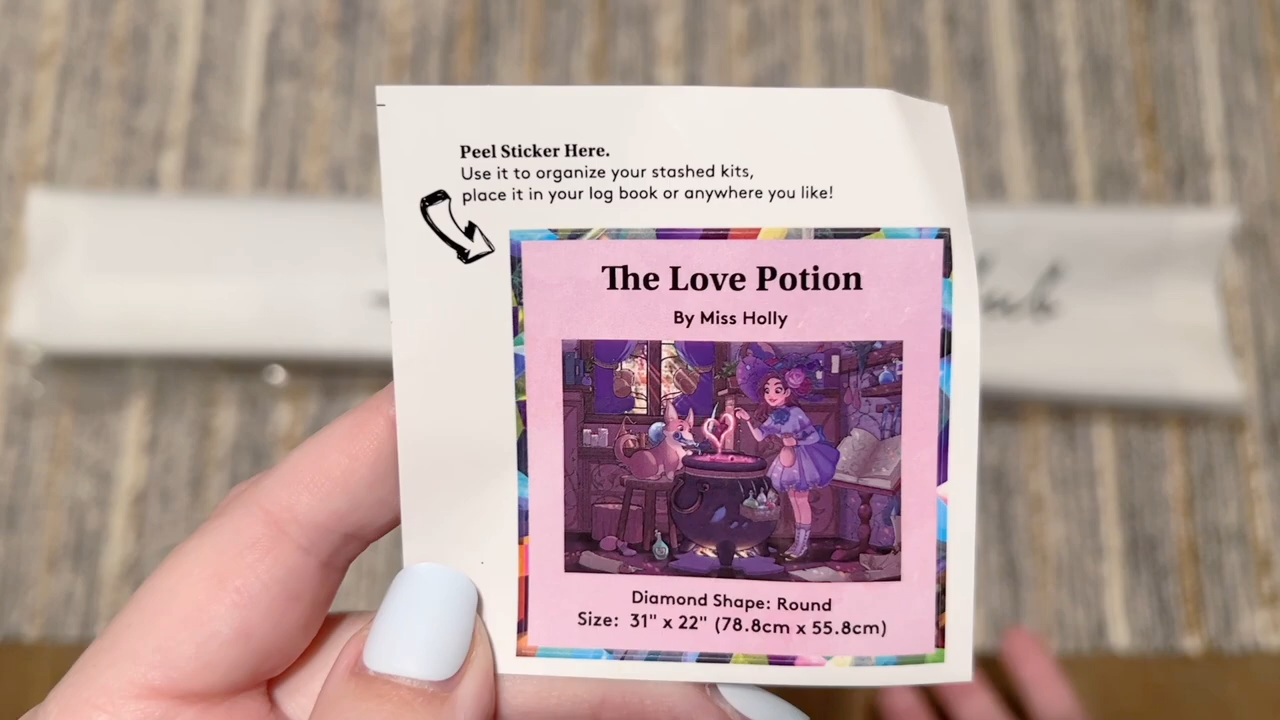 Peel Sticker Here.
Use it to organize your stashed kits,
place it in your log book or anywhere you like!
The Love Potion
By Miss Holly
Diamond Shape: Round
Size: 31" x 22" (78.8cm x 55.8cm)